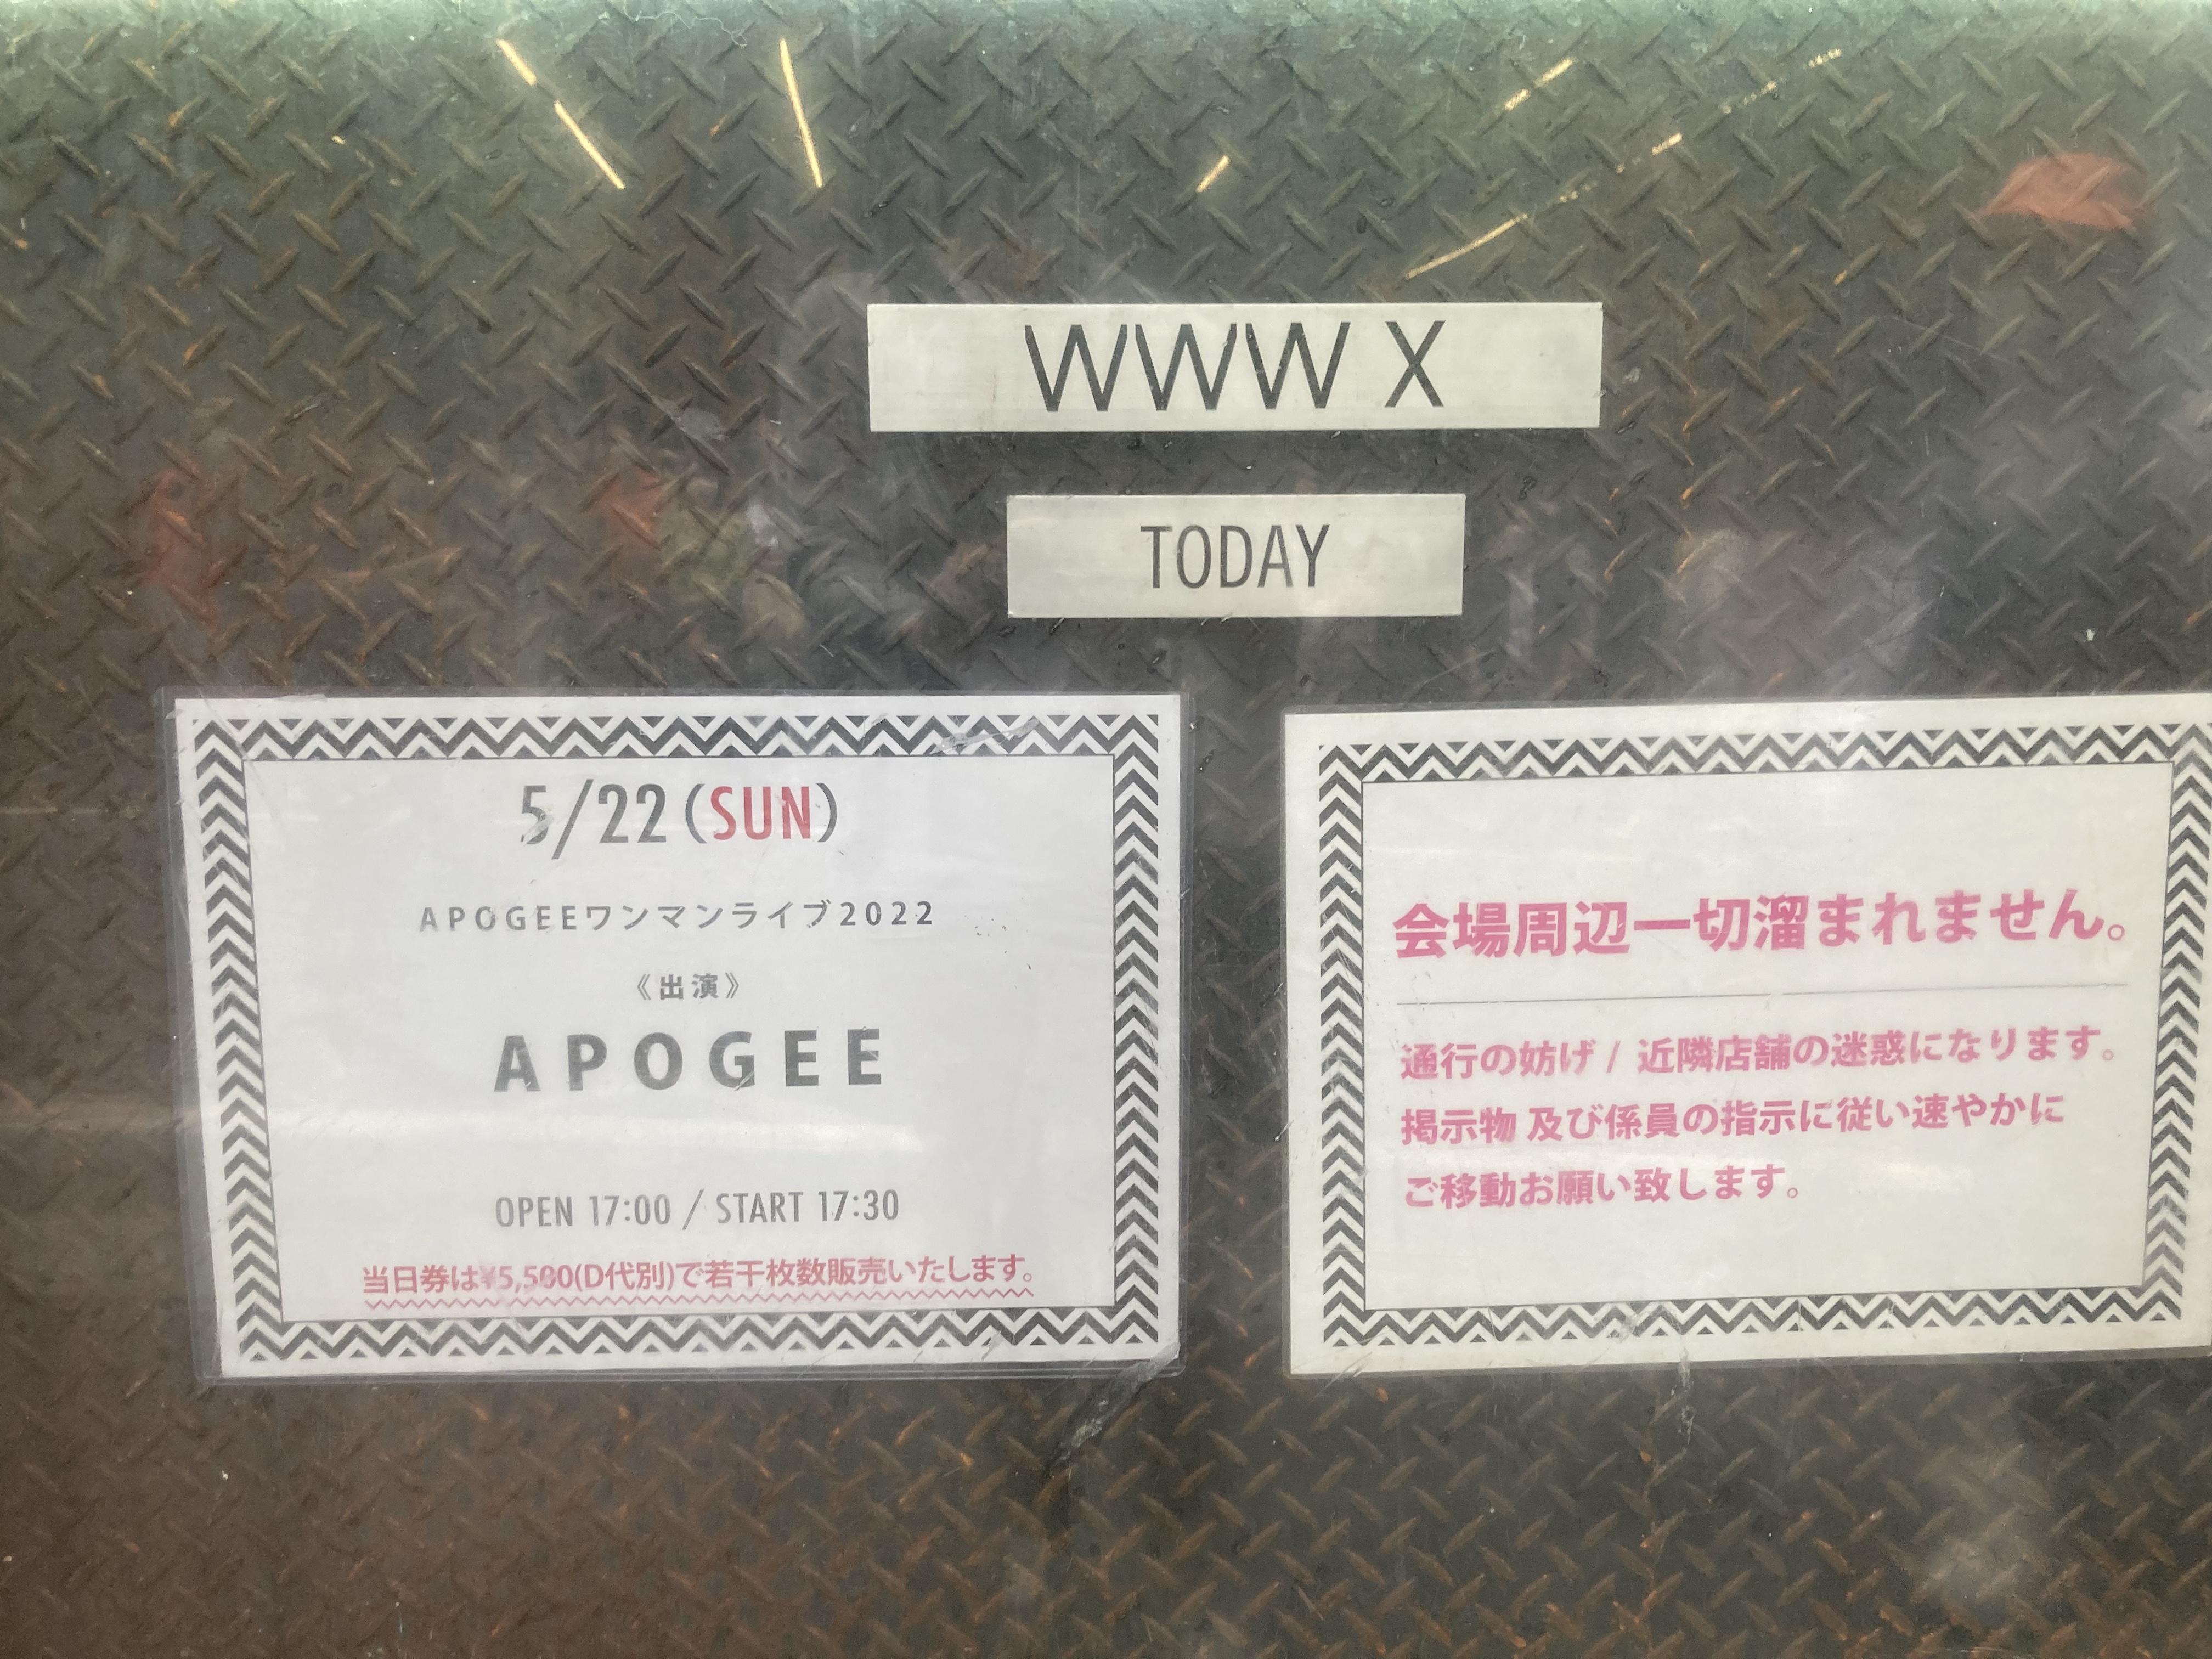 WWW X
TODAY
5/22(SUN)
APOGEEワンマンライブ2022
《出演》
APOGEE
OPEN 17:00 / START 17:30
当日券は¥5,500(D代別)で若干枚数販売いたします。
会場周辺一切溜まれません。
通行の妨げ / 近隣店舗の迷惑になります。
掲示物 及び係員の指示に従い速やかに
ご移動お願い致します。